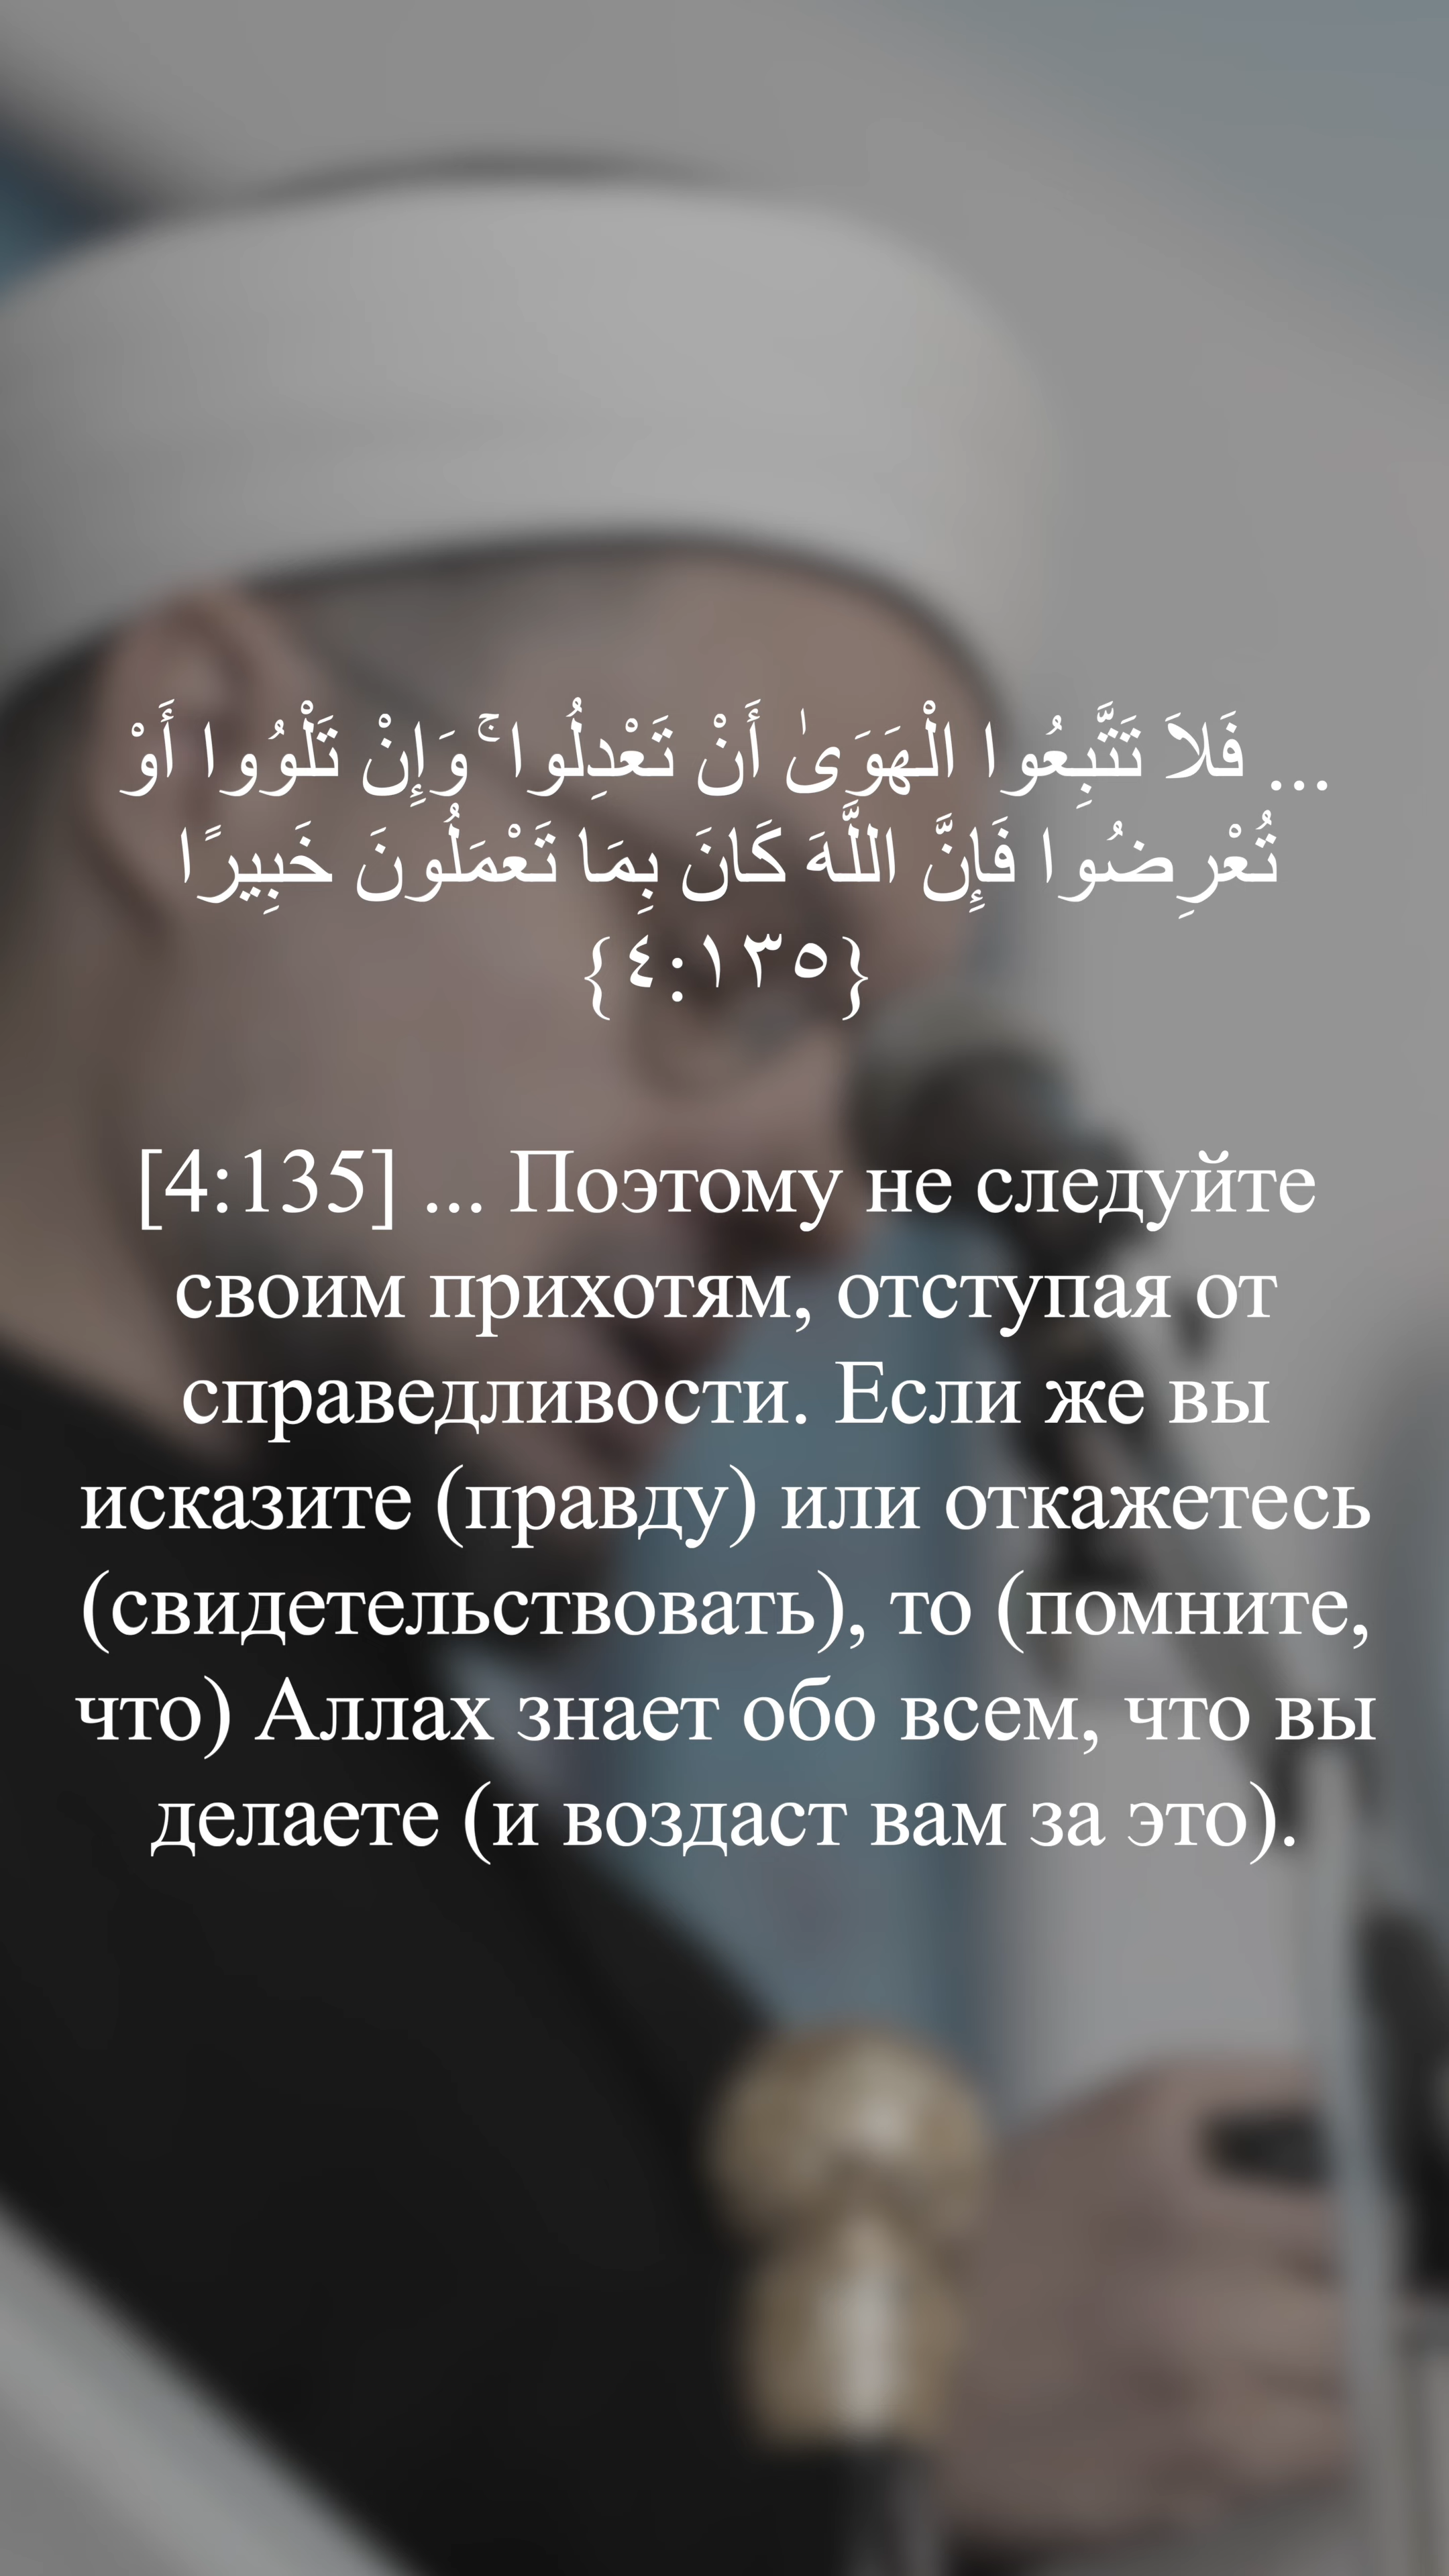 ... فَلاَ تَتَّبِعُوا الْهَوَىٰ أَنْ تَعْدِلُوا ۚ وَإِنْ تَلْوُوا أَوْ
تُعْرِضُوا فَإِنَّ اللَّهَ كَانَ بِمَا تَعْمَلُونَ خَبِيرًا
{٤:١٣٥}
[4:135] ... Поэтому не следуйте
своим прихотям, отступая от
справедливости. Если же вы
исказите (правду) или откажетесь
(свидетельствовать), то (помните,
что) Аллах знает обо всем, что вы
делаете (и воздаст вам за это).